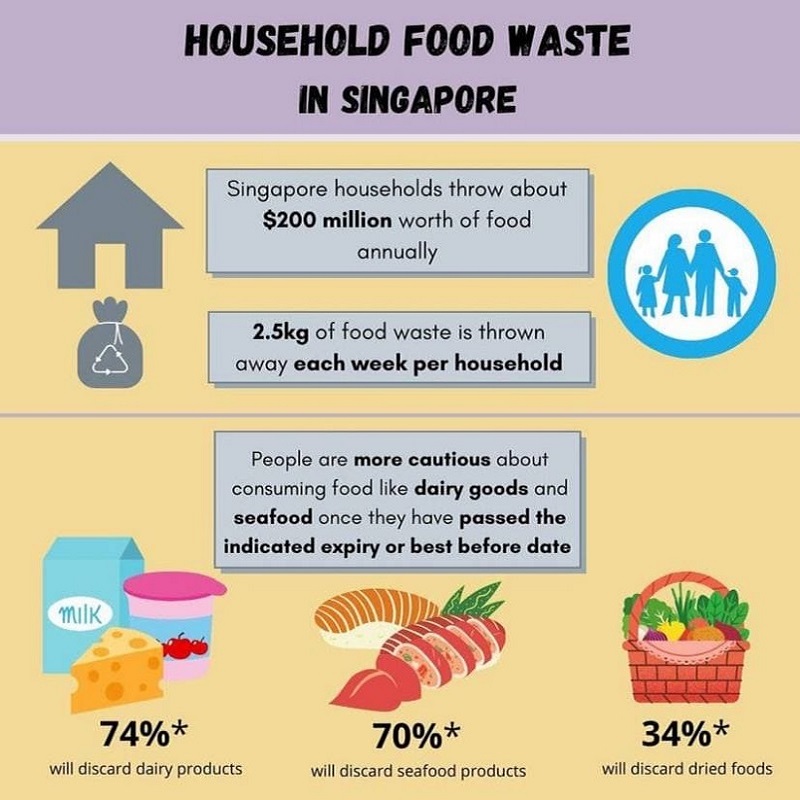 HOUSEHOLD FOOD WASTE
IN SINGAPORE
Singapore households throw about
$200 million worth of food
annually
2.5kg of food waste is thrown
away each week per household
People are more cautious about
consuming food like dairy goods and
seafood once they have passed the
indicated expiry or best before date
milk
74%*
will discard dairy products
70%*
will discard seafood products
34%*
will discard dried foods